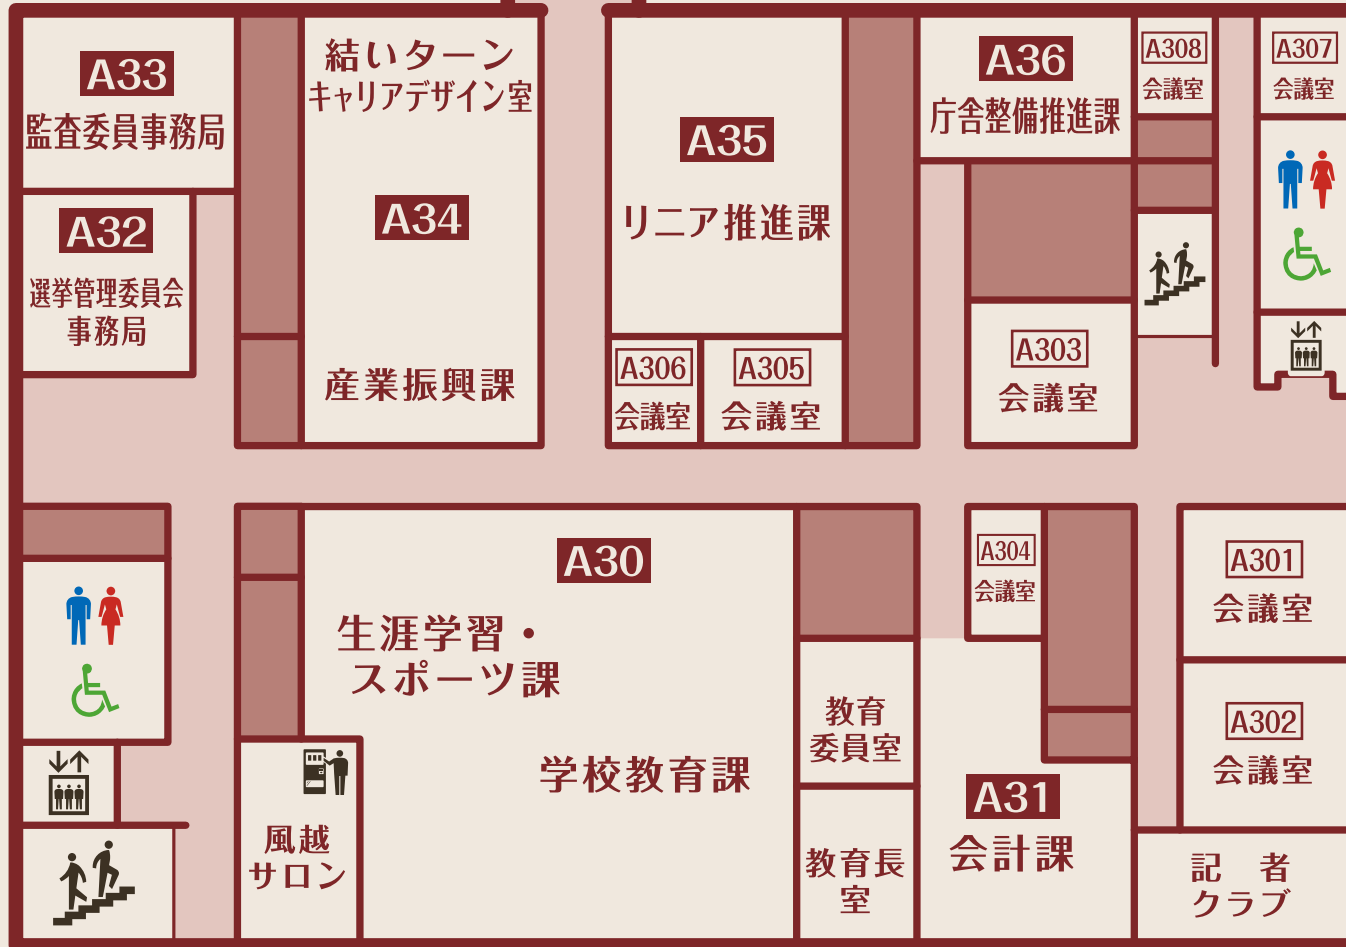 A33
監査委員事務局
A32
選挙管理委員会
事務局
結いターン
キャリアデザイン室
A34
産業振興課
A35
リニア推進課
A306
会議室
A305
会議室
A36
庁舎整備推進課
A308
会議室
A307
会議室
A303
会議室
A30
生涯学習・
スポーツ課
学校教育課
風越
サロン
教育
委員室
教育長
室
A304
会議室
A31
会計課
A301
会議室
A302
会議室
記者
クラブ